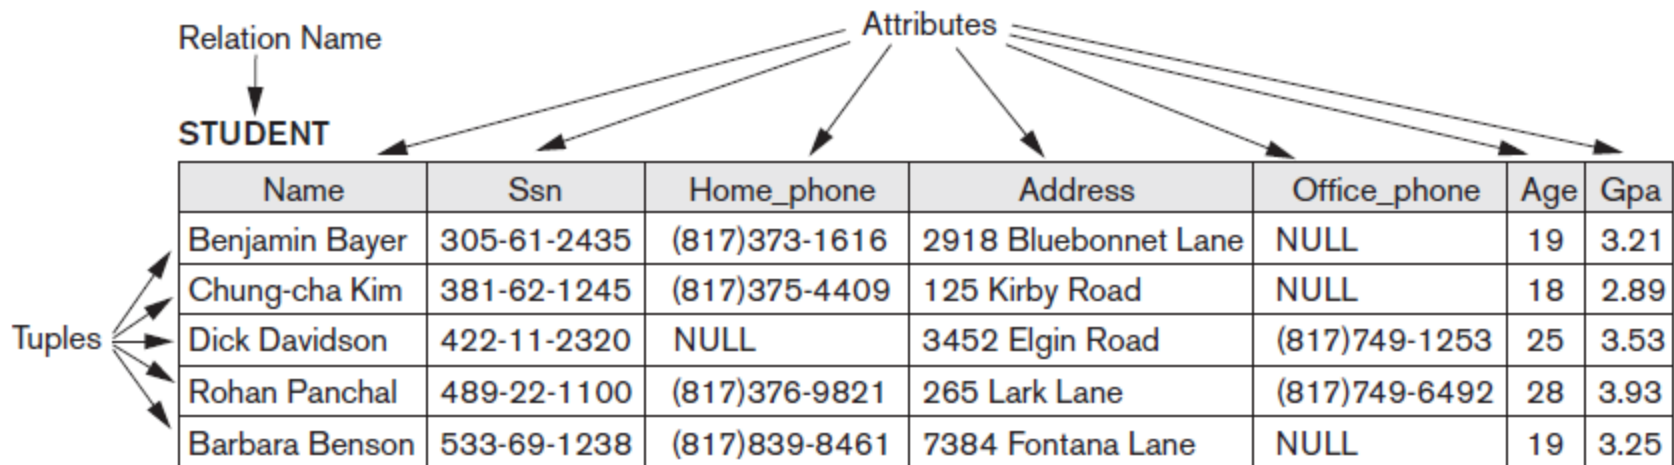 Attributes
Relation Name
STUDENT
Name Ssn Home_phone Address Office_phone Age Gpa
Benjamin Bayer 305-61-2435 (817)373-1616 2918 Bluebonnet Lane NULL 19 3.21
Chung-cha Kim 381-62-1245 (817)375-4409 125 Kirby Road NULL 18 2.89
Tuples Dick Davidson 422-11-2320 NULL 3452 Elgin Road (817)749-1253 25 3.53
Rohan Panchal 489-22-1100 (817)376-9821 265 Lark Lane (817)749-6492 28 3.93
Barbara Benson 533-69-1238 (817)839-8461 7384 Fontana Lane NULL 19 3.25